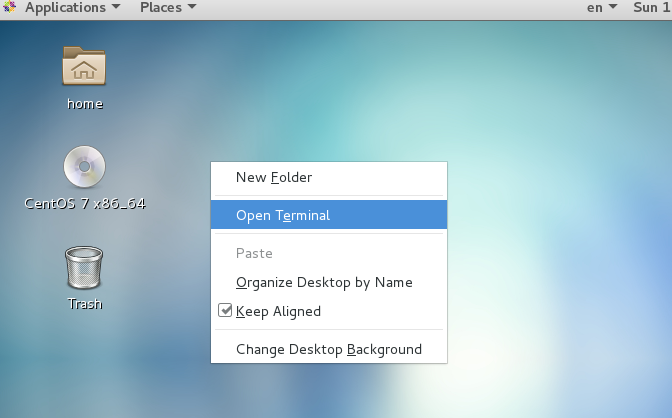 Applications Places en Sun 1
home
CentOS 7 x86_64
Trash
New Folder
Open Terminal
Paste
Organize Desktop by Name
Keep Aligned
Change Desktop Background